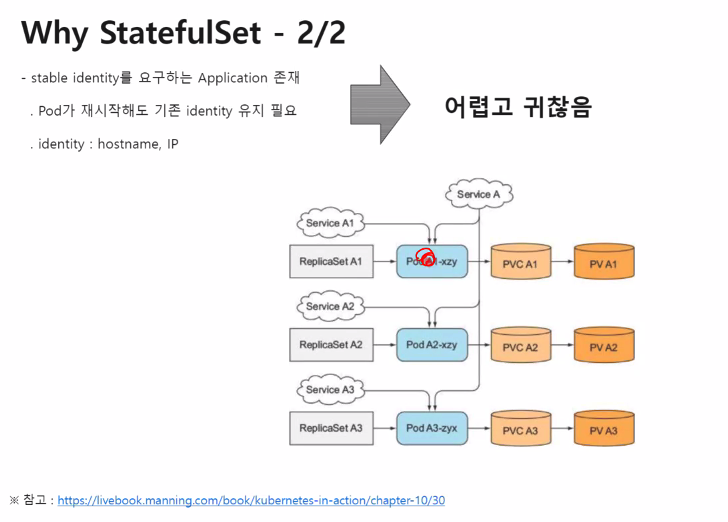 Why StatefulSet - 2/2
- stable identity를 요구하는 Application 존재
. Pod가 재시작해도 기존 identity 유지 필요
. identity : hostname, IP
어렵고 귀찮음
Service A
Service A1
ReplicaSet A1
Pod A1-xzy
PVC A1
PV A1
Service A2
ReplicaSet A2
Pod A2-xzy
PVC A2
PV A2
Service A3
ReplicaSet A3
Pod A3-zyx
PVC A3
PV A3
※ 참고 : https://livebook.manning.com/book/kubernetes-in-action/chapter-10/30